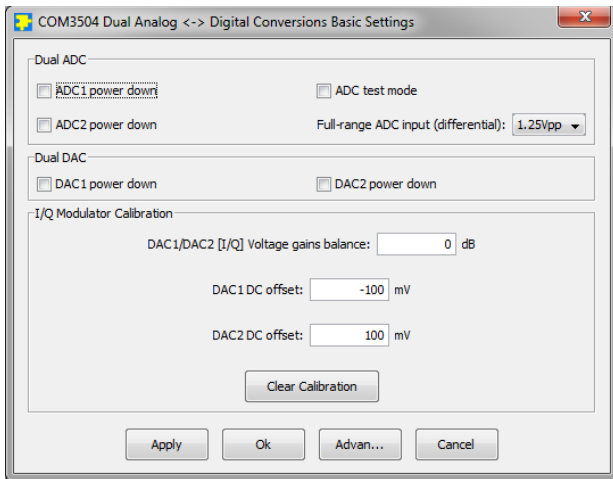 COM3504 Dual Analog <-> Digital Conversions Basic Settings
Dual ADC
ADC1 power down
ADC test mode
ADC2 power down
Full-range ADC input (differential): 1.25Vpp
Dual DAC
DAC1 power down
DAC2 power down
I/Q Modulator Calibration
DAC1/DAC2 [I/Q] Voltage gains balance: 0 dB
DAC1 DC offset: -100 mV
DAC2 DC offset: 100 mV
Clear Calibration
Apply Ok Advan... Cancel